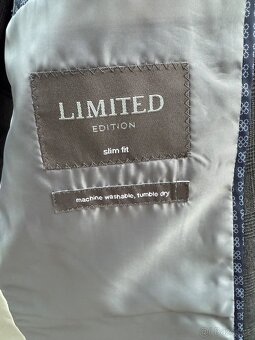 LIMITED
EDITION
slim fit
machine washable, tumble dry